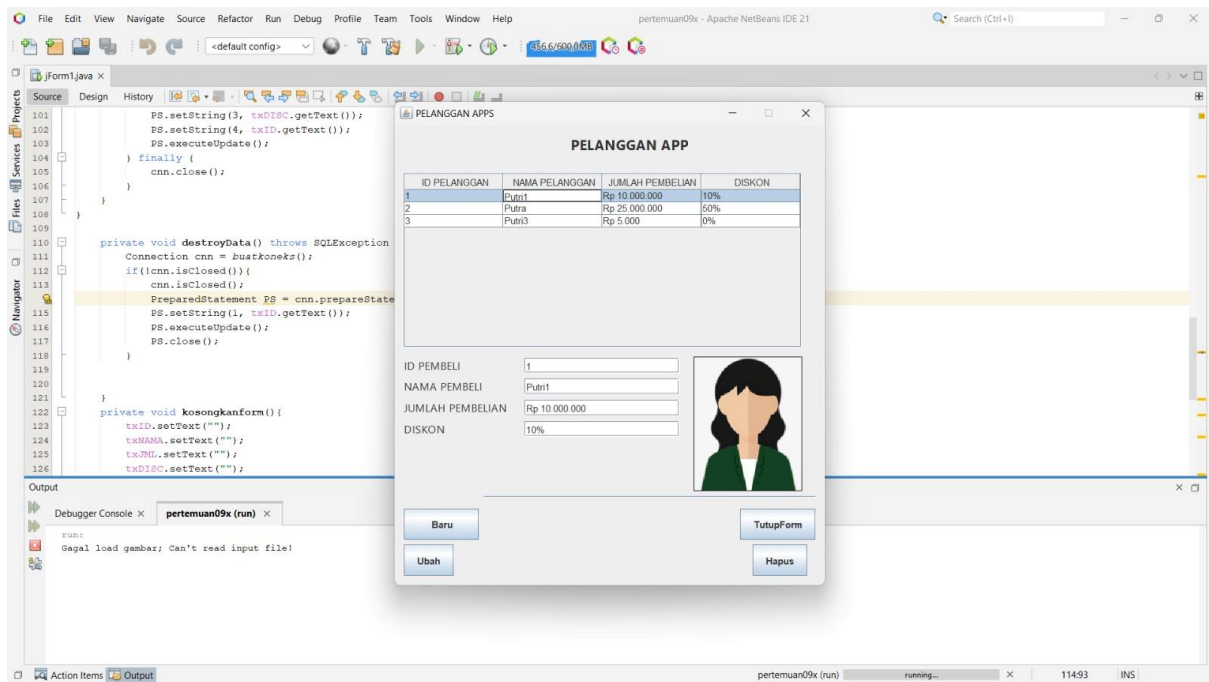 File Edit View Navigate Source Refactor Run Debug Profile Team Tools Window Help
pertemuan09x - Apache NetBeans IDE 21
Search (Ctrl+I)
<default config>
456.6/600.0MB
jForm1.java
Source Design History
Projects
Services
Files
Navigator
101 PS.setString(3, txDISC.getText());
102 PS.setString(4, txID.getText());
103 PS.executeUpdate();
104 } finally {
105 cnn.close();
106 }
107 }
108 }
109
110 private void destroyData() throws SQLException
111 Connection cnn = buatkoneks();
112 if(!cnn.isClosed()){
113 cnn.isClosed();
PreparedStatement PS = cnn.prepareState
115 PS.setString(1, txID.getText());
116 PS.executeUpdate();
117 PS.close();
118 }
119
120
121 }
122 private void kosongkanform(){
123 txID.setText("");
124 txNAMA.setText("");
125 txJML.setText("");
126 txDISC.setText("");
PELANGGAN APPS
PELANGGAN APP
ID PELANGGAN NAMA PELANGGAN JUMLAH PEMBELIAN DISKON
1 Putri1 Rp 10.000.000 10%
2 Putra Rp 25.000.000 50%
3 Putri3 Rp 5.000 0%
ID PEMBELI 1
NAMA PEMBELI Putri1
JUMLAH PEMBELIAN Rp 10.000.000
DISKON 10%
Baru TutupForm
Ubah Hapus
Output
Debugger Console pertemuan09x (run)
run:
Gagal load gambar; Can't read input file!
Action Items Output
pertemuan09x (run) running... 114:93 INS